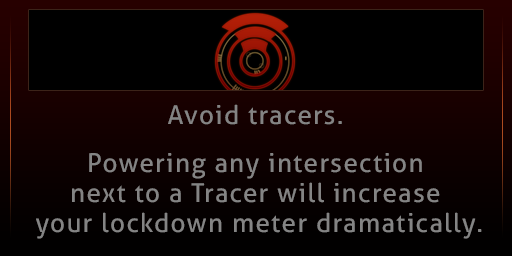 Avoid tracers.
Powering any intersection
next to a Tracer will increase
your lockdown meter dramatically.